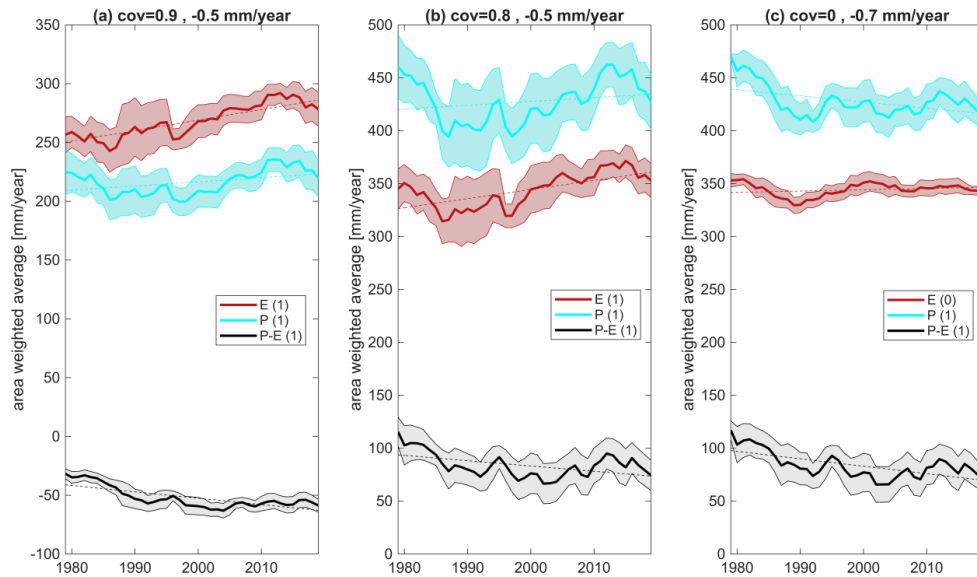 (a) cov=0.9 , -0.5 mm/year
area weighted average [mm/year]
350
300
250
200
150
100
50
0
-50
-100
1980
1990
2000
2010
E (1)
P (1)
P-E (1)
(b) cov=0.8 , -0.5 mm/year
area weighted average [mm/year]
500
450
400
350
300
250
200
150
100
50
0
1980
1990
2000
2010
E (1)
P (1)
P-E (1)
(c) cov=0 , -0.7 mm/year
area weighted average [mm/year]
500
450
400
350
300
250
200
150
100
50
0
1980
1990
2000
2010
E (0)
P (1)
P-E (1)